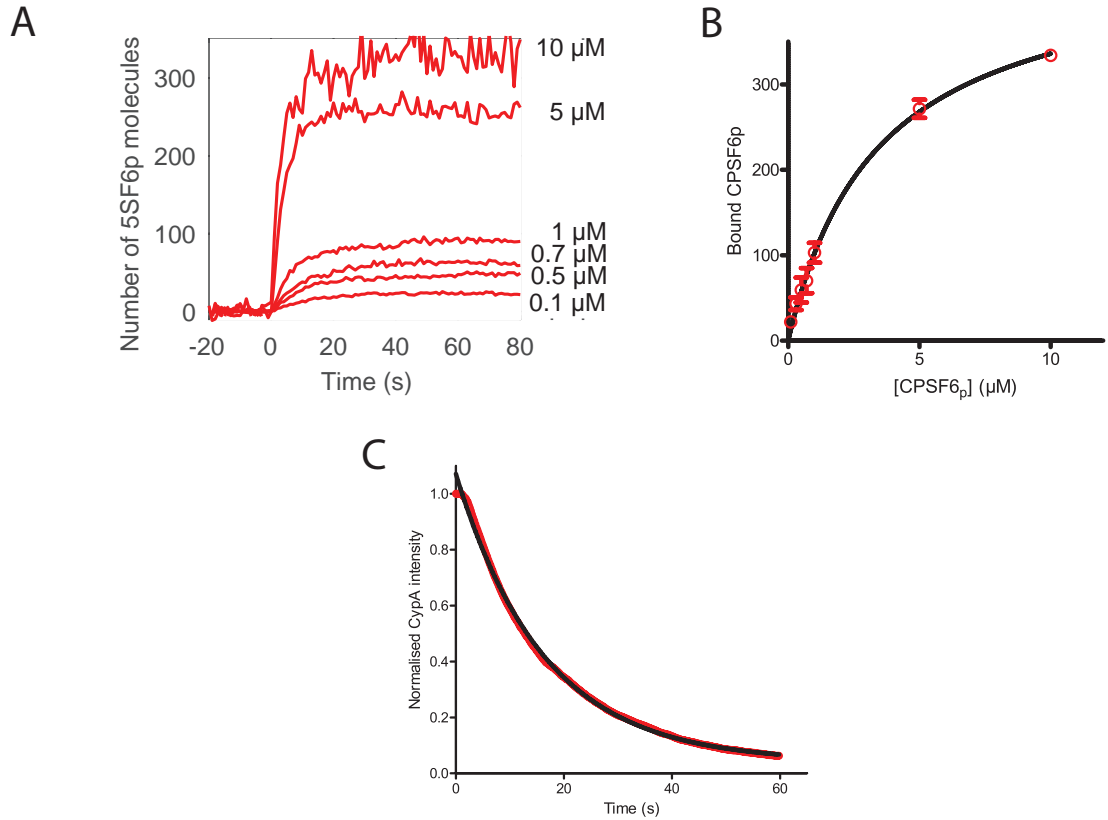 A
Number of 5SF6p molecules
300
200
100
0
-20
0
20
40
60
80
Time (s)
10 µM
5 µM
1 µM
0.7 µM
0.5 µM
0.1 µM
B
Bound CPSF6p
300
200
100
0
0
5
10
[CPSF6p] (µM)
C
Normalised CypA intensity
1.0
0.8
0.6
0.4
0.2
0.0
0
20
40
60
Time (s)